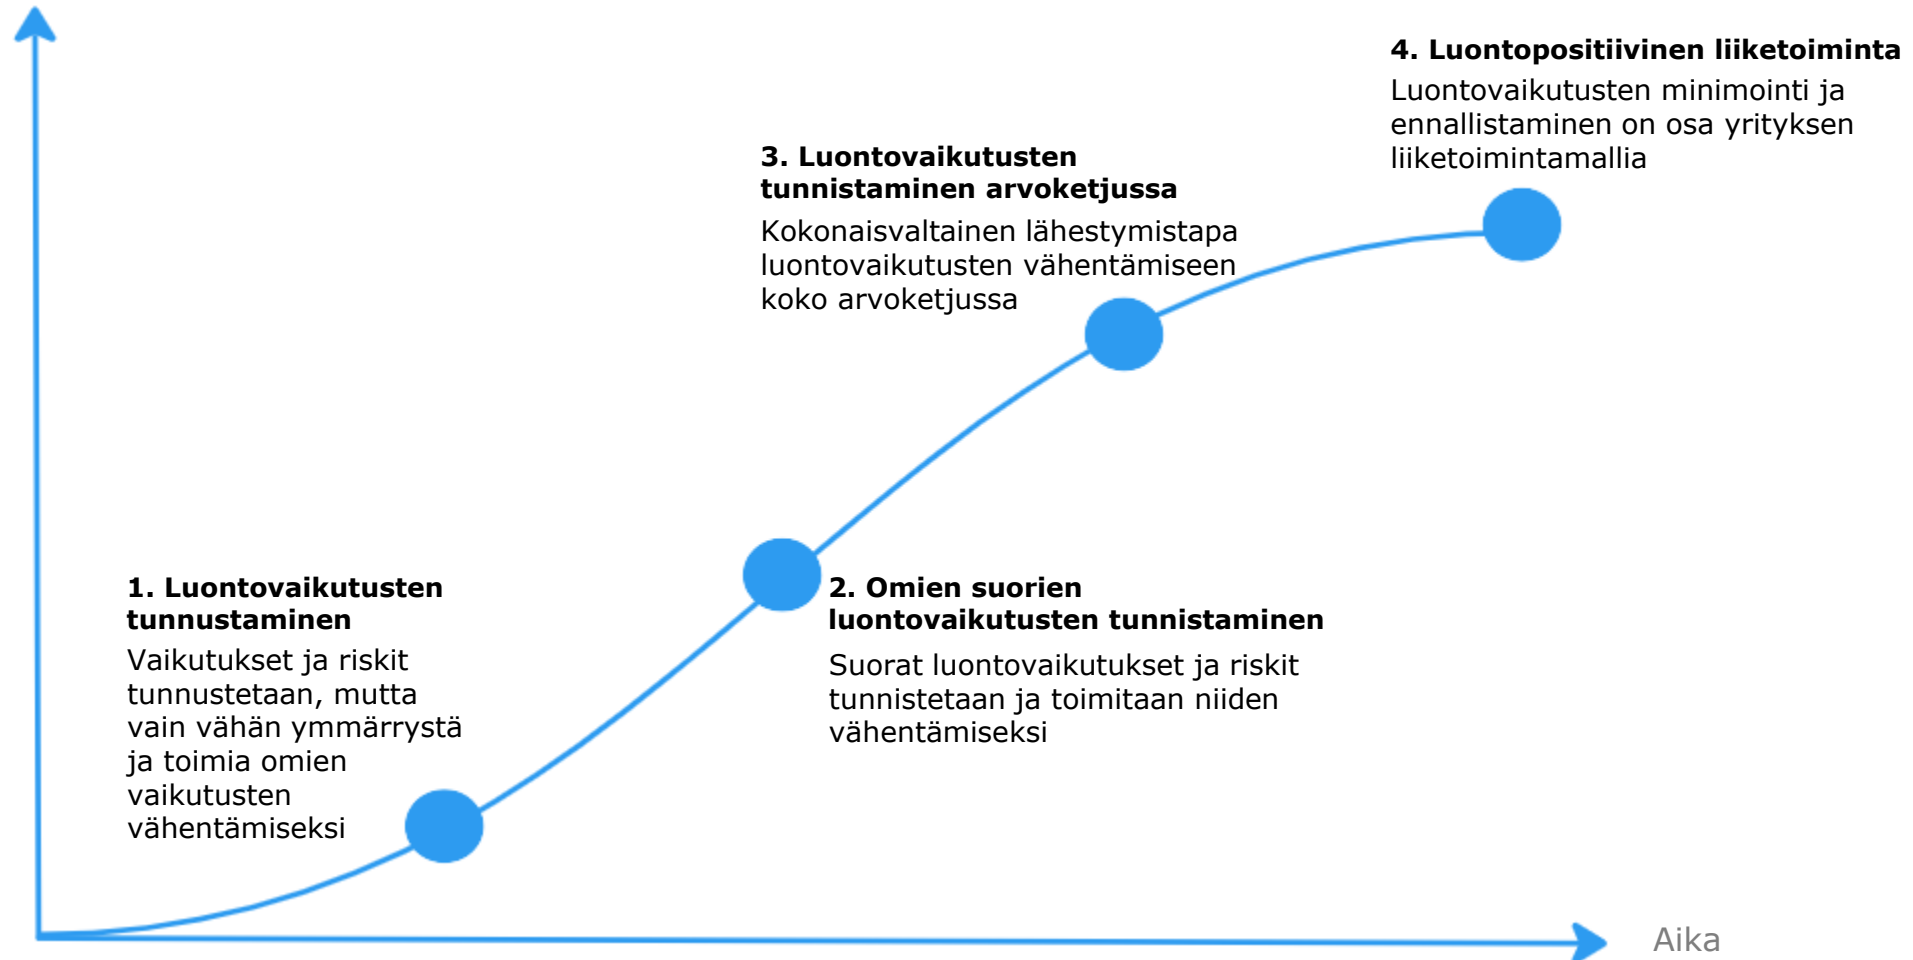 4. Luontopositiivinen liiketoiminta
Luontovaikutusten minimointi ja
ennallistaminen on osa yrityksen
liiketoimintamallia
3. Luontovaikutusten
tunnistaminen arvoketjussa
Kokonaisvaltainen lähestymistapa
luontovaikutusten vähentämiseen
koko arvoketjussa
1. Luontovaikutusten
tunnustaminen
Vaikutukset ja riskit
tunnustetaan, mutta
vain vähän ymmärrystä
ja toimia omien
vaikutusten
vähentämiseksi
2. Omien suorien
luontovaikutusten tunnistaminen
Suorat luontovaikutukset ja riskit
tunnistetaan ja toimitaan niiden
vähentämiseksi
Aika